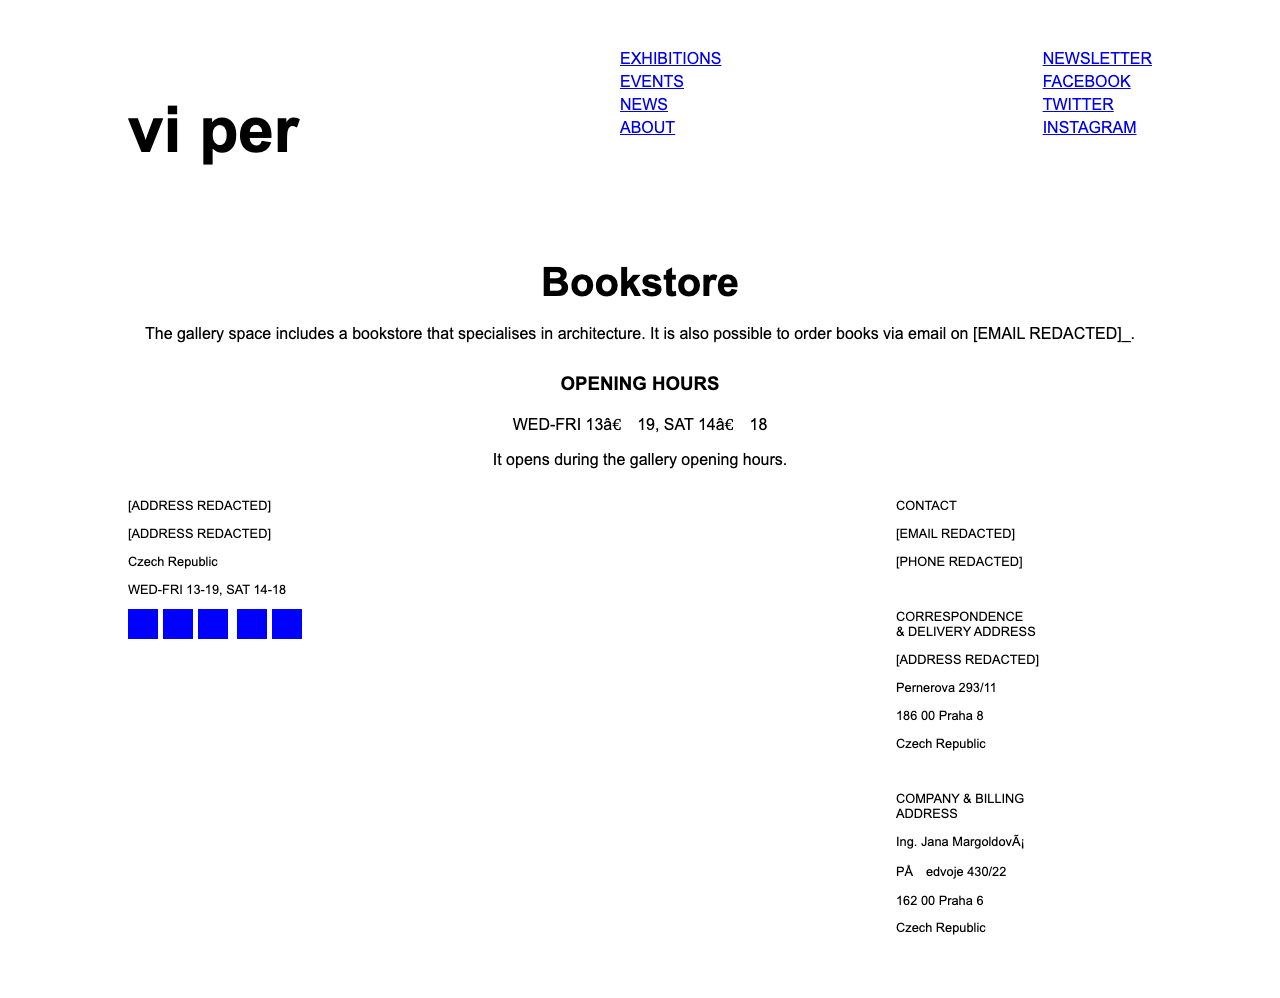 vi per
EXHIBITIONS
EVENTS
NEWS
ABOUT
NEWSLETTER
FACEBOOK
TWITTER
INSTAGRAM
Bookstore
The gallery space includes a bookstore that specialises in architecture. It is also possible to order books via email on [EMAIL REDACTED]_.
OPENING HOURS
WED-FRI 13â€ 19, SAT 14â€ 18
It opens during the gallery opening hours.
[ADDRESS REDACTED]
[ADDRESS REDACTED]
Czech Republic
WED-FRI 13-19, SAT 14-18
CONTACT
[EMAIL REDACTED]
[PHONE REDACTED]
CORRESPONDENCE
& DELIVERY ADDRESS
[ADDRESS REDACTED]
Pernerova 293/11
186 00 Praha 8
Czech Republic
COMPANY & BILLING
ADDRESS
Ing. Jana MargoldovÃ¡
PÅ edvoje 430/22
162 00 Praha 6
Czech Republic